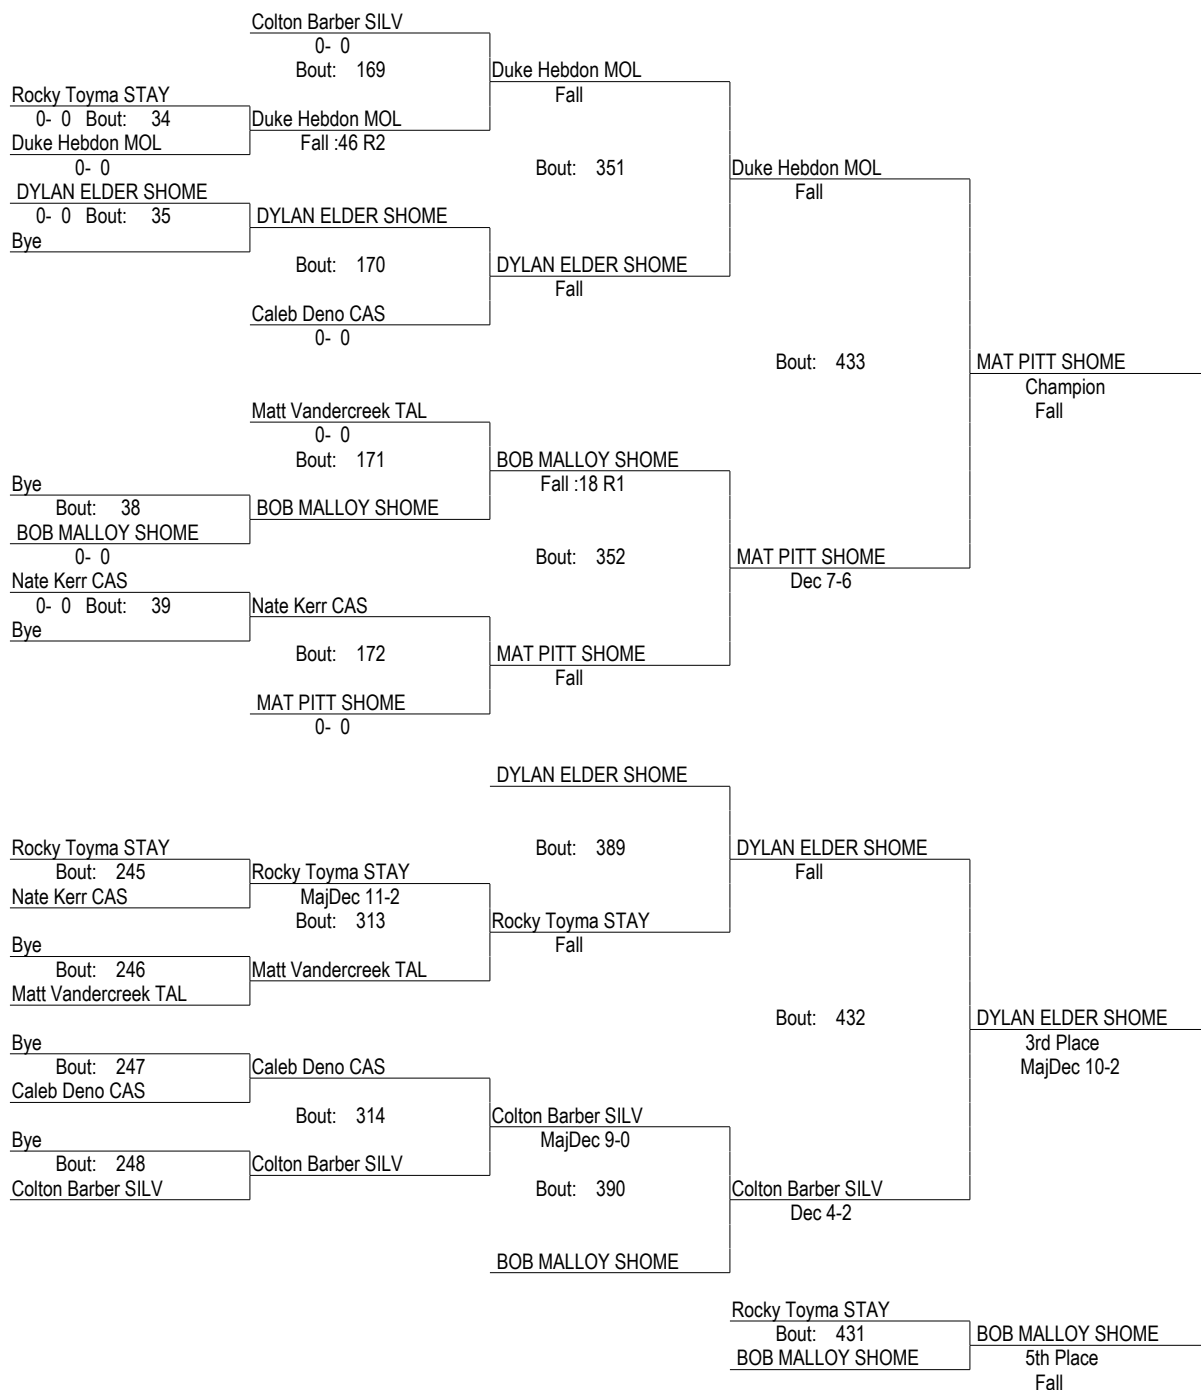 Colton Barber SILV
0- 0
Bout: 169
Duke Hebdon MOL
Fall
Rocky Toyma STAY
0- 0 Bout: 34
Duke Hebdon MOL
Duke Hebdon MOL
Fall :46 R2
0- 0
Bout: 351
Duke Hebdon MOL
Fall
DYLAN ELDER SHOME
0- 0 Bout: 35
DYLAN ELDER SHOME
Bye
Bout: 170
DYLAN ELDER SHOME
Fall
Caleb Deno CAS
0- 0
Bout: 433
MAT PITT SHOME
Champion
Fall
Matt Vandercreek TAL
0- 0
Bout: 171
BOB MALLOY SHOME
Fall :18 R1
Bye
Bout: 38
BOB MALLOY SHOME
BOB MALLOY SHOME
0- 0
Bout: 352
MAT PITT SHOME
Dec 7-6
Nate Kerr CAS
0- 0 Bout: 39
Nate Kerr CAS
Bye
Bout: 172
MAT PITT SHOME
Fall
MAT PITT SHOME
0- 0
DYLAN ELDER SHOME
Bout: 389
DYLAN ELDER SHOME
Fall
Rocky Toyma STAY
Bout: 245
Nate Kerr CAS
Rocky Toyma STAY
MajDec 11-2
Bout: 313
Rocky Toyma STAY
Fall
Bye
Bout: 246
Matt Vandercreek TAL
Matt Vandercreek TAL
Bout: 432
DYLAN ELDER SHOME
3rd Place
MajDec 10-2
Bye
Bout: 247
Caleb Deno CAS
Caleb Deno CAS
Bout: 314
Colton Barber SILV
MajDec 9-0
Bye
Bout: 248
Colton Barber SILV
Colton Barber SILV
Bout: 390
Colton Barber SILV
Dec 4-2
BOB MALLOY SHOME
Rocky Toyma STAY
Bout: 431
BOB MALLOY SHOME
BOB MALLOY SHOME
5th Place
Fall